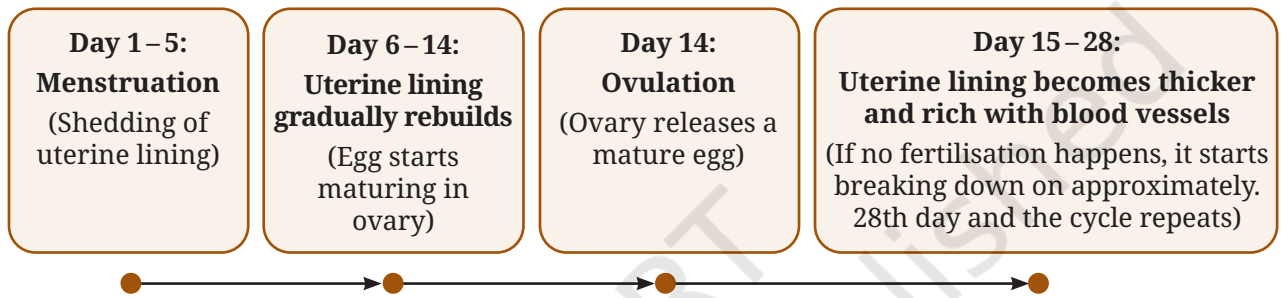 Day 1 – 5:
Menstruation
(Shedding of
uterine lining)
Day 6 – 14:
Uterine lining
gradually rebuilds
(Egg starts
maturing in
ovary)
Day 14:
Ovulation
(Ovary releases a
mature egg)
Day 15 – 28:
Uterine lining becomes thicker
and rich with blood vessels
(If no fertilisation happens, it starts
breaking down on approximately.
28th day and the cycle repeats)